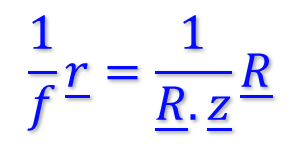 1/f r = 1/(R.z) R